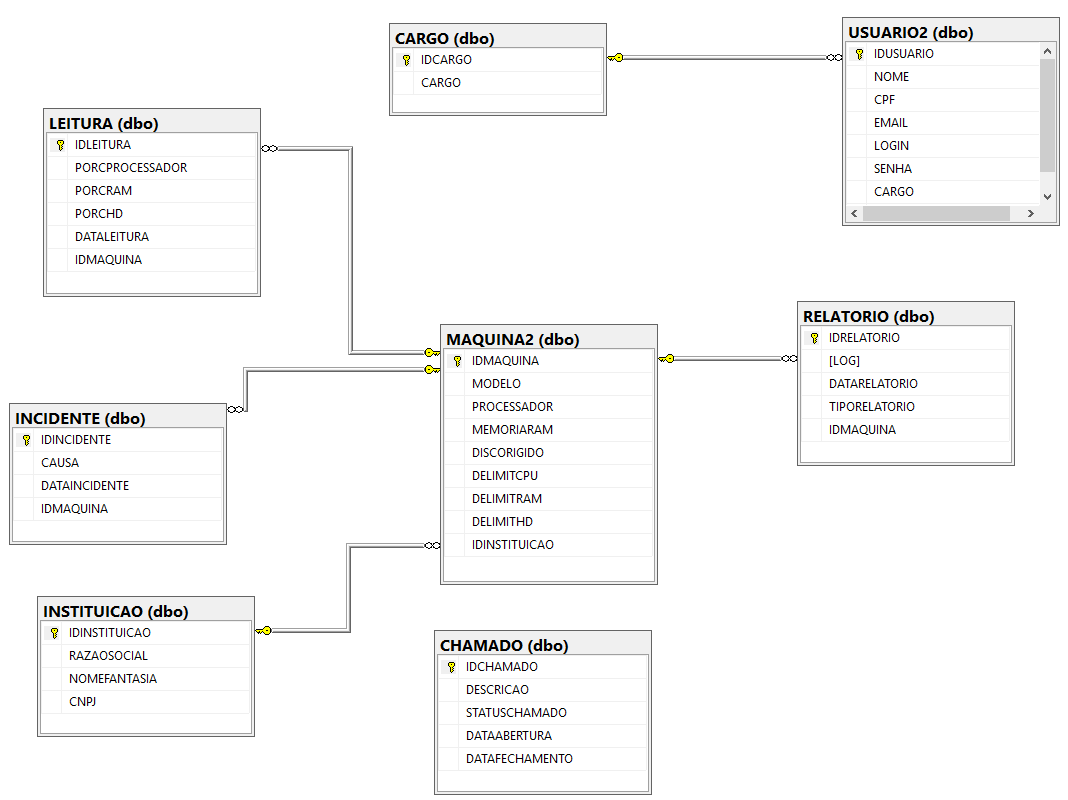 CARGO (dbo)
IDCARGO
CARGO
USUARIO2 (dbo)
IDUSUARIO
NOME
CPF
EMAIL
LOGIN
SENHA
CARGO
LEITURA (dbo)
IDLEITURA
PORCPROCESSADOR
PORCRAM
PORCHD
DATALEITURA
IDMAQUINA
MAQUINA2 (dbo)
IDMAQUINA
MODELO
PROCESSADOR
MEMORIARAM
DISCORIGIDO
DELIMITCPU
DELIMITRAM
DELIMITHD
IDINSTITUICAO
RELATORIO (dbo)
IDRELATORIO
[LOG]
DATARELATORIO
TIPORELATORIO
IDMAQUINA
INCIDENTE (dbo)
IDINCIDENTE
CAUSA
DATAINCIDENTE
IDMAQUINA
INSTITUICAO (dbo)
IDINSTITUICAO
RAZAOSOCIAL
NOMEFANTASIA
CNPJ
CHAMADO (dbo)
IDCHAMADO
DESCRICAO
STATUSCHAMADO
DATAABERTURA
DATAFECHAMENTO